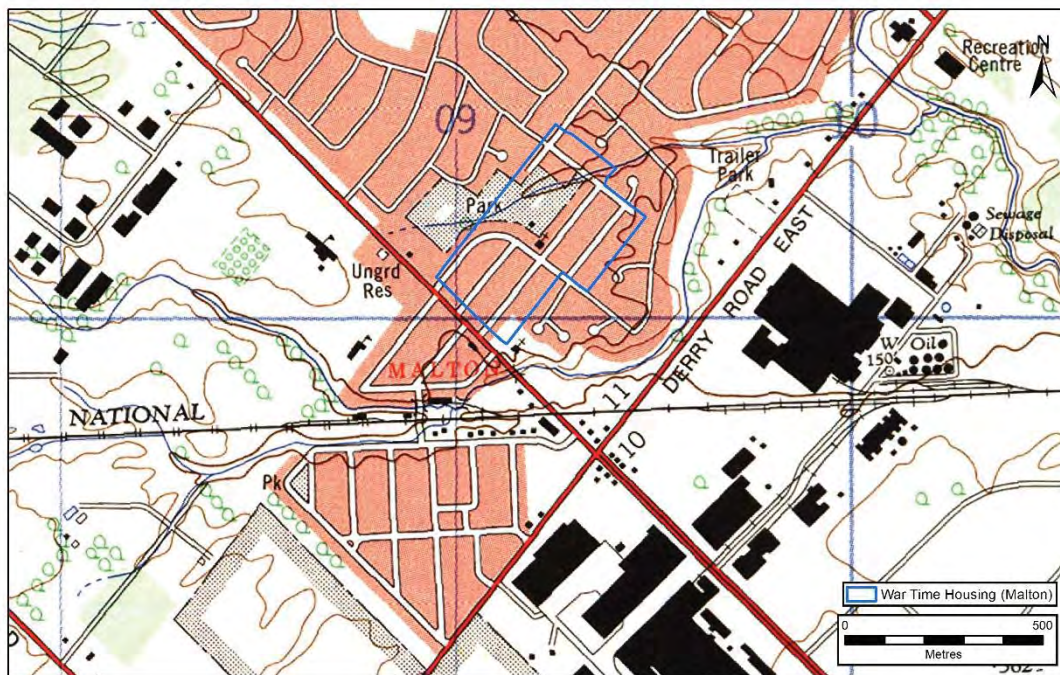 Recreation
Centre
N
09
10
Trailer
Park
Park
Sewage
Disposal
Ungrd
Res
DERRY ROAD EAST
W
Oil
150
MALTON
NATIONAL
11
10
Pk
War Time Housing (Malton)
0
500
Metres